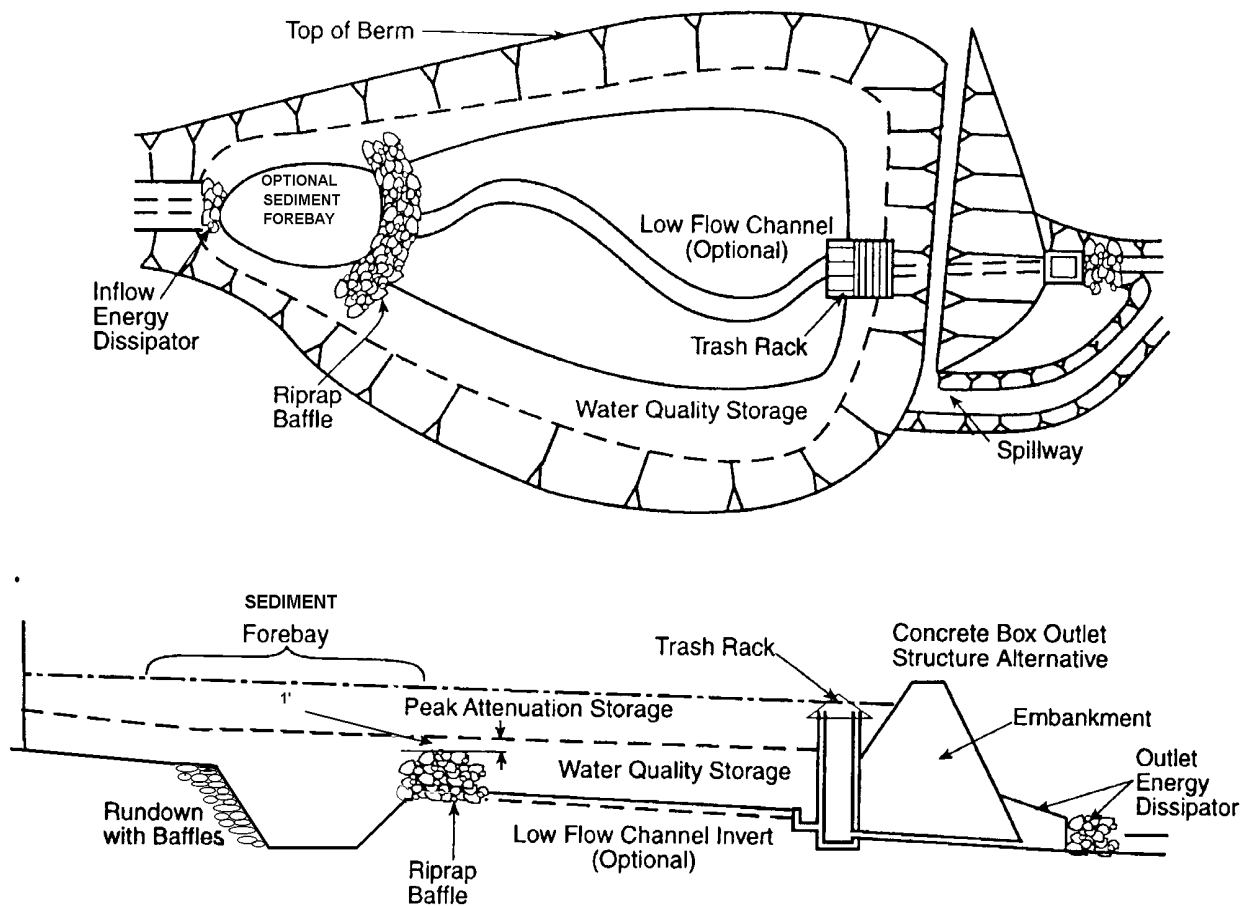 Top of Berm
OPTIONAL
SEDIMENT
FOREBAY
Low Flow Channel
(Optional)
Inflow
Energy
Dissipator
Trash Rack
Riprap
Baffle
Water Quality Storage
Spillway
SEDIMENT
Forebay
Trash Rack
Concrete Box Outlet
Structure Alternative
1'
Peak Attenuation Storage
Embankment
Water Quality Storage
Outlet
Energy
Dissipator
Rundown
with Baffles
Low Flow Channel Invert
(Optional)
Riprap
Baffle